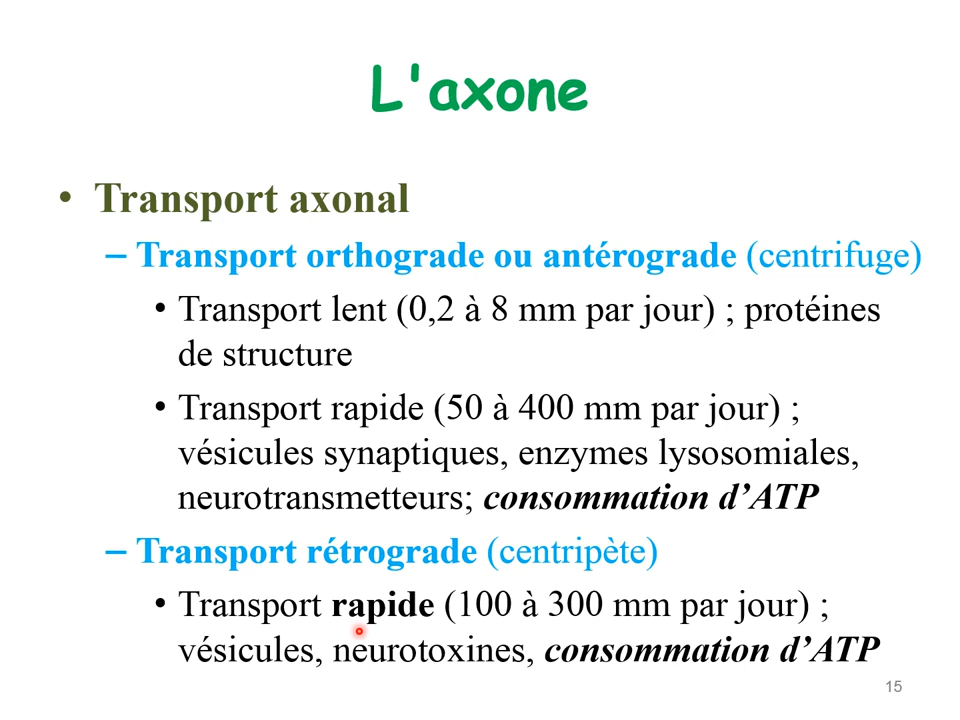 L'axone
• Transport axonal
– Transport orthograde ou antérograde (centrifuge)
• Transport lent (0,2 à 8 mm par jour) ; protéines
de structure
• Transport rapide (50 à 400 mm par jour) ;
vésicules synaptiques, enzymes lysosomiales,
neurotransmetteurs; consommation d’ATP
– Transport rétrograde (centripète)
• Transport rapide (100 à 300 mm par jour) ;
vésicules, neurotoxines, consommation d’ATP
15